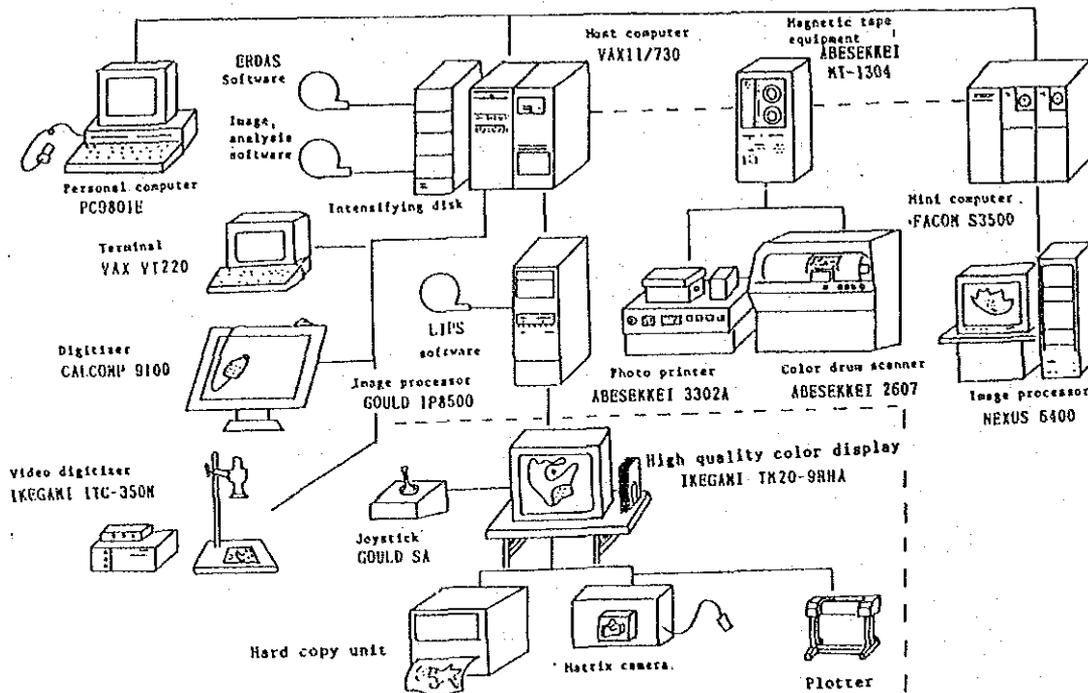 Host computer
VAX11/730
Magnetic tape
equipment
ABESEKKEI
MT-1304
ERDAS
Software
Image,
analysis
software
Personal computer
PC9801E
Intensifying disk
Mini computer.
FACOM S3500
Terminal
VAX VT220
LIPS
software
Digitizer
CALCOMP 9100
Image processor
GOULD IP8500
Photo printer
ABESEKKEI 3302A
Color drum scanner
ABESEKKEI 2607
Image processor
NEXUS 6400
Video digitizer
IKEGAMI ITC-350M
High quality color display
IKEGAMI TM20-9RHA
Joystick
GOULD SA
Hard copy unit
Matrix camera.
Plotter